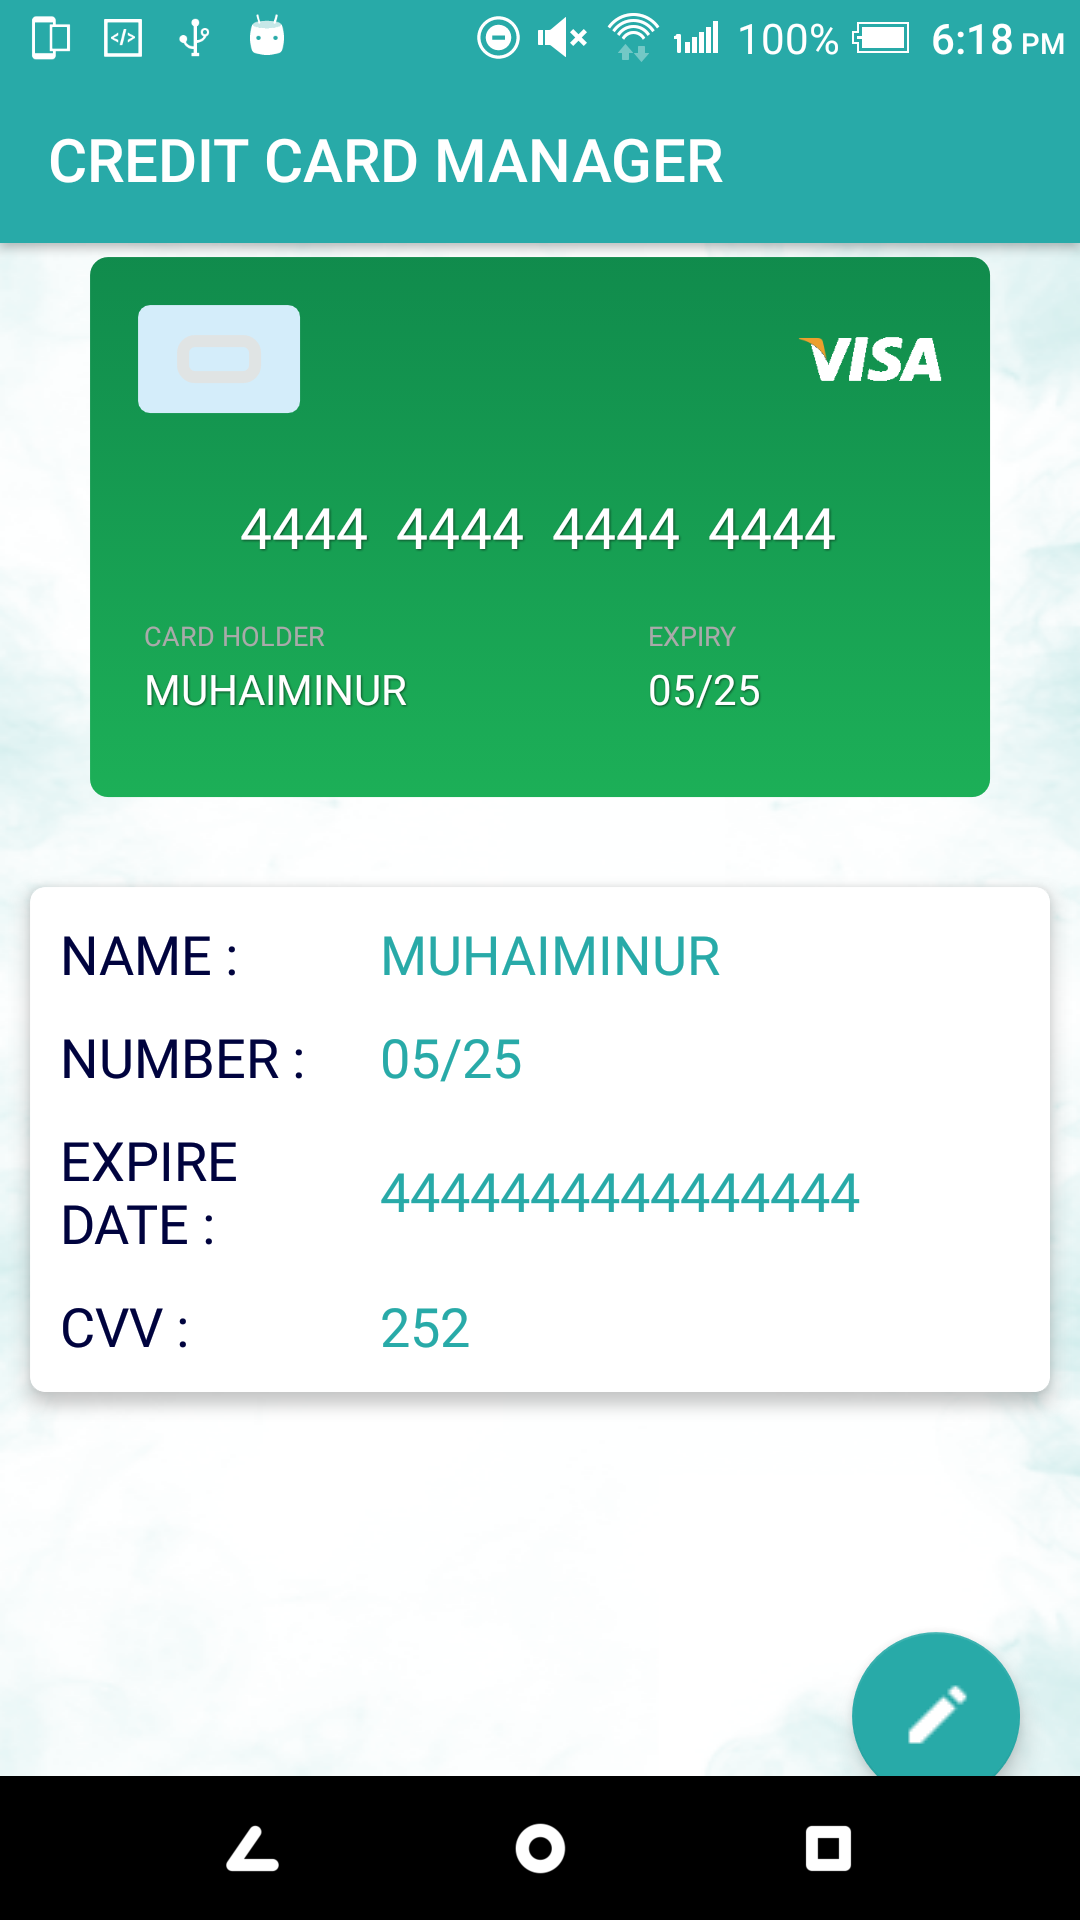 100% 6:18 PM
CREDIT CARD MANAGER
VISA
4444 4444 4444 4444
CARD HOLDER EXPIRY
MUHAIMINUR 05/25
NAME : MUHAIMINUR
NUMBER : 05/25
EXPIRE
DATE : 4444444444444444
CVV : 252